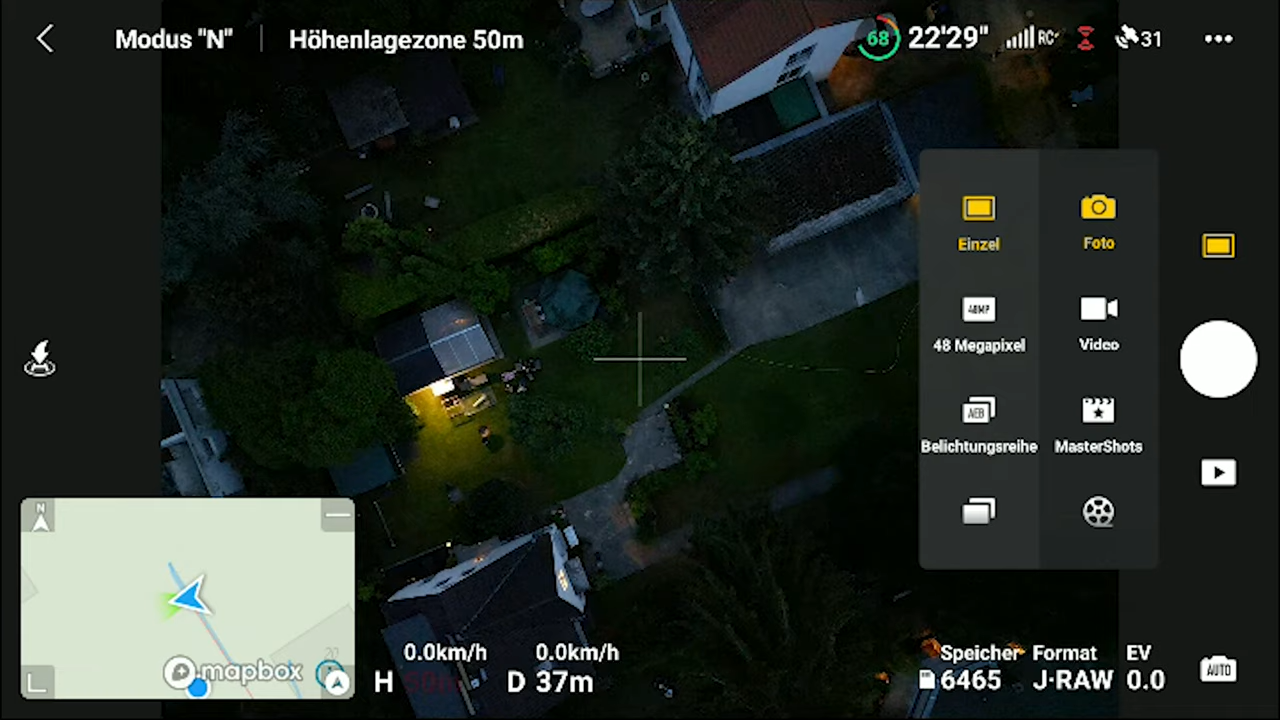 Modus "N" | Höhenlagezone 50m
68 22'29" RC 31
Einzel
Foto
48MP
48 Megapixel
Video
AEB
Belichtungsreihe
MasterShots
N
mapbox
0.0km/h 0.0km/h
H 50m D 37m
Speicher Format EV
6465 J-RAW 0.0
AUTO